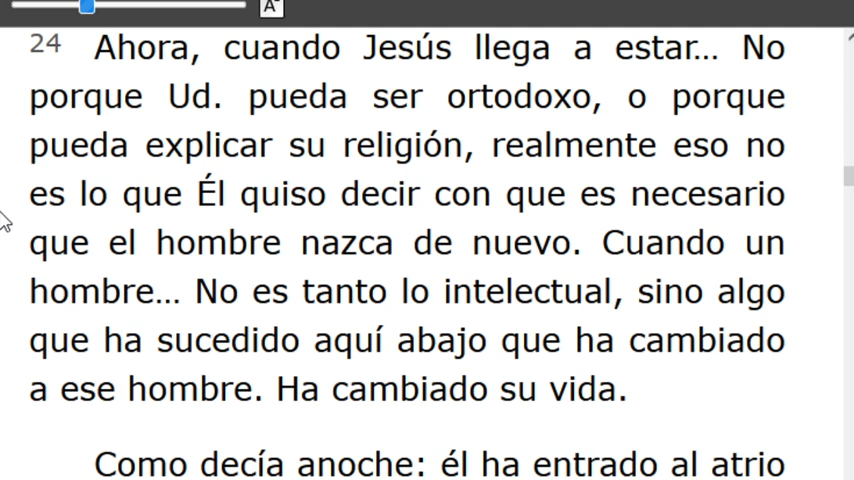 A
24 Ahora, cuando Jesús llega a estar… No
porque Ud. pueda ser ortodoxo, o porque
pueda explicar su religión, realmente eso no
es lo que Él quiso decir con que es necesario
que el hombre nazca de nuevo. Cuando un
hombre… No es tanto lo intelectual, sino algo
que ha sucedido aquí abajo que ha cambiado
a ese hombre. Ha cambiado su vida.
Como decía anoche: él ha entrado al atrio